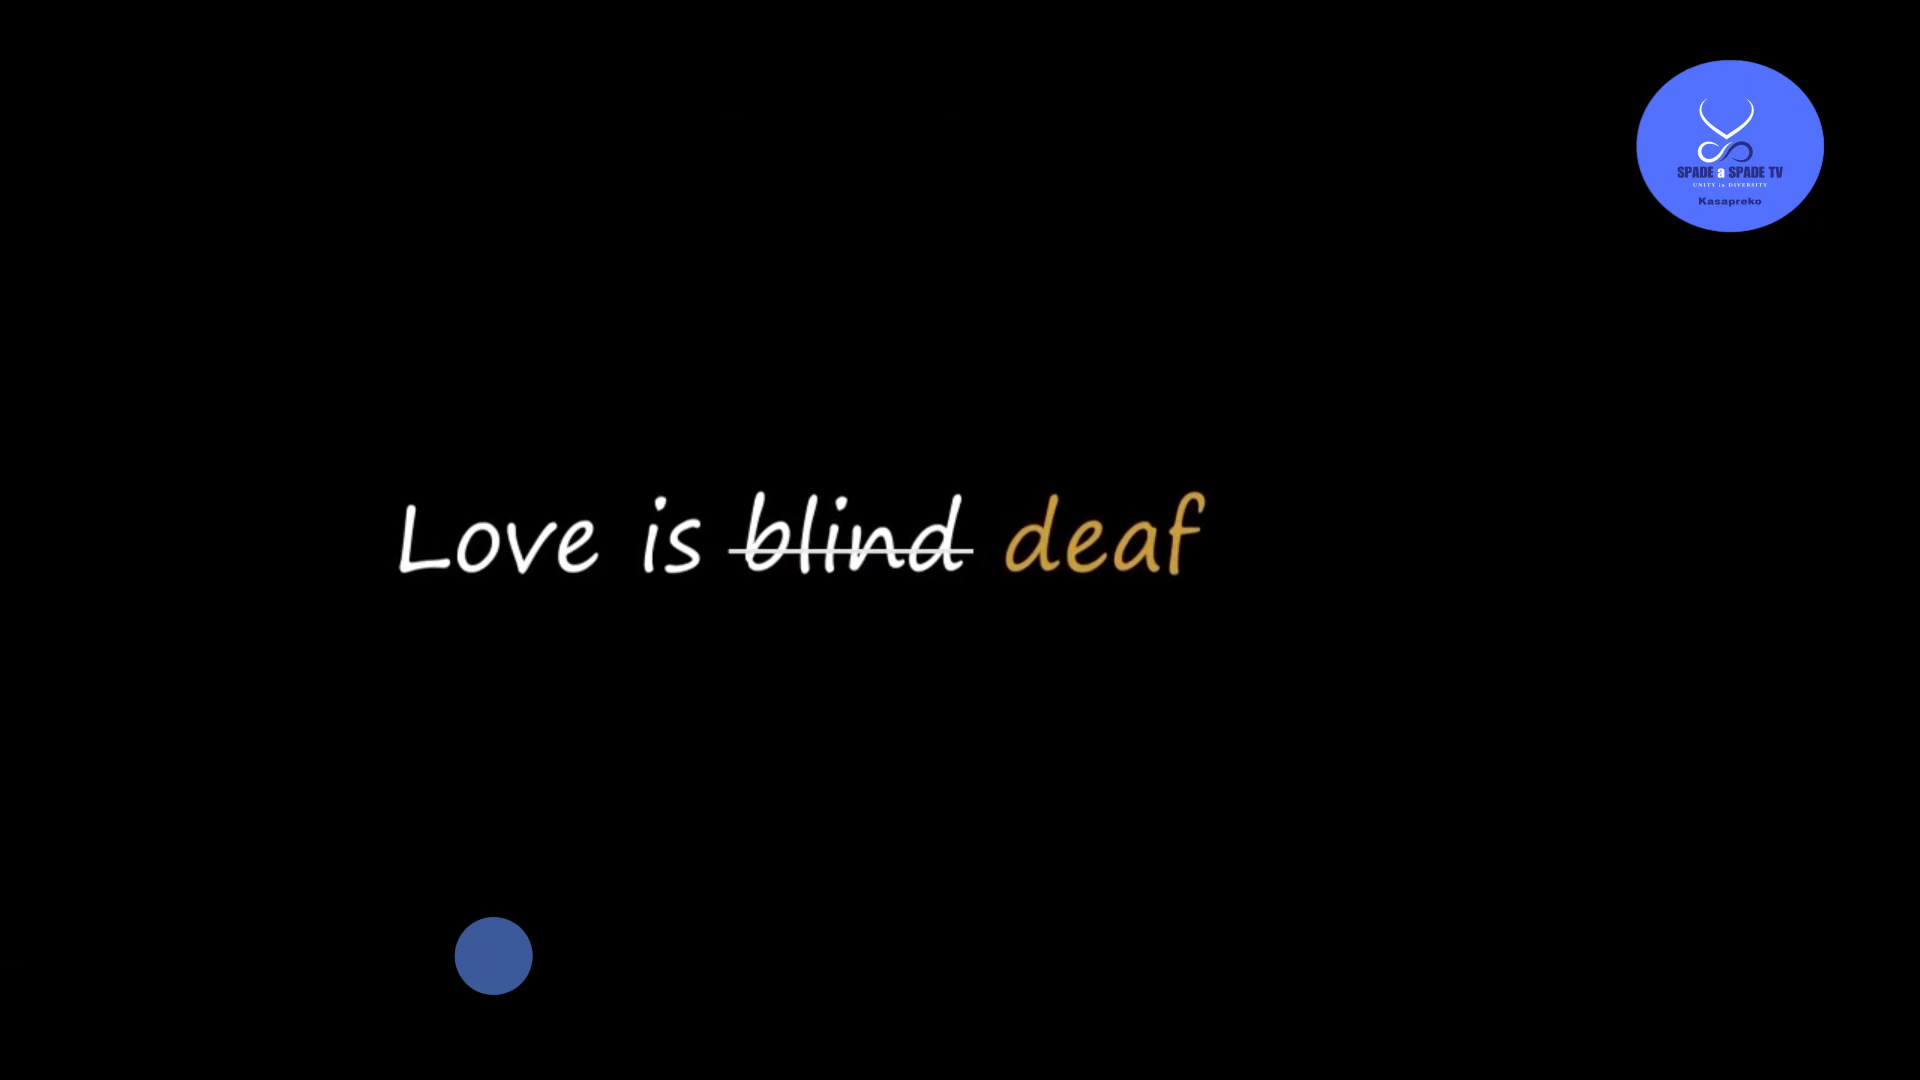 SPADE a SPADE TV
UNITY in DIVERSITY
Kasapreko
Love is blind deaf